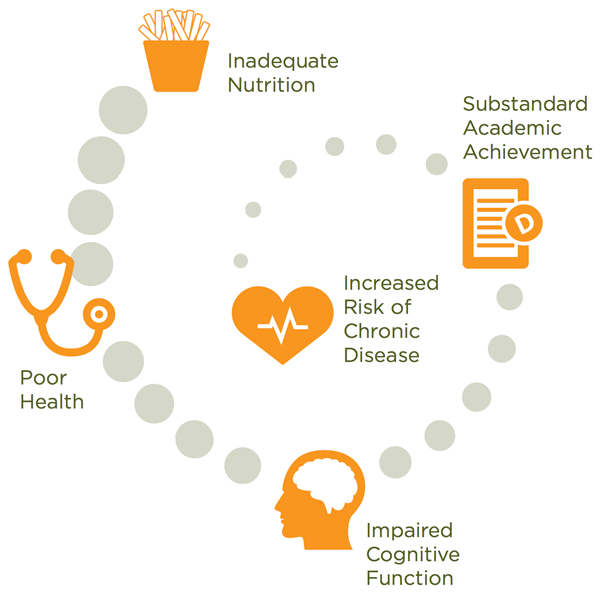 Inadequate
Nutrition
Substandard
Academic
Achievement
D
Increased
Risk of
Chronic
Disease
Poor
Health
Impaired
Cognitive
Function